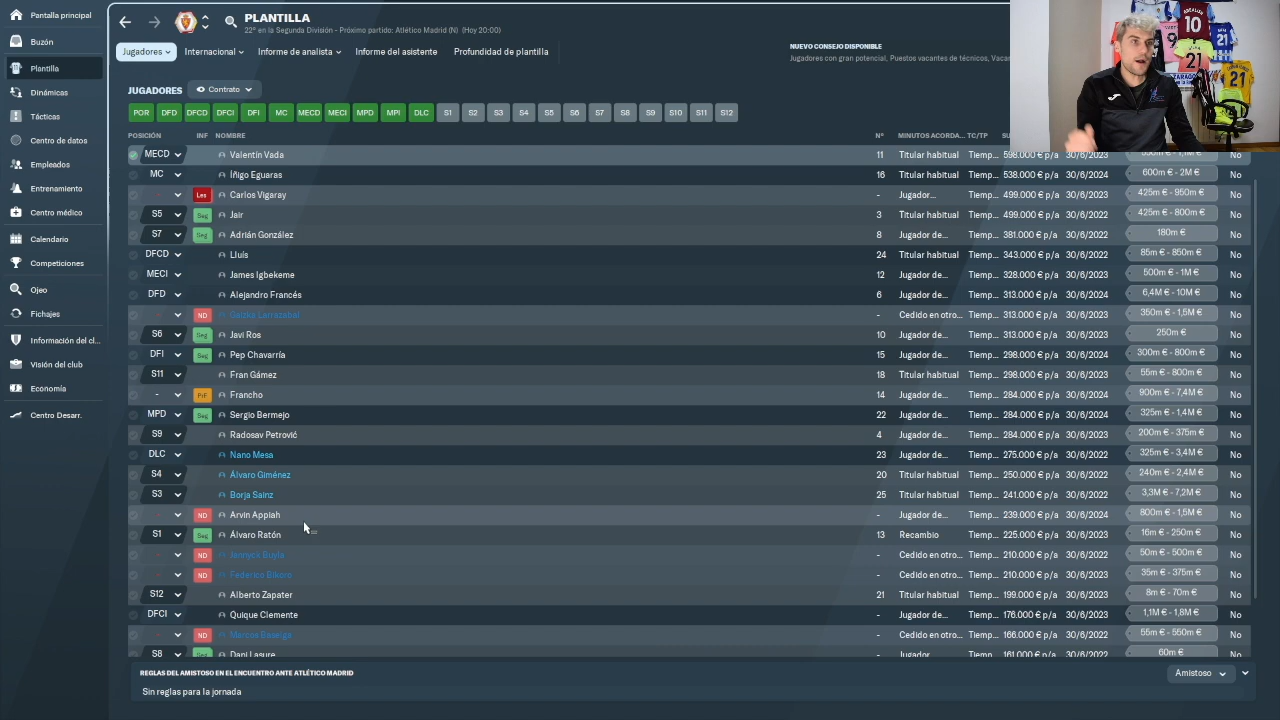 Pantalla principal
Buzón
Plantilla
Dinámicas
Tácticas
Centro de datos
Empleados
Entrenamiento
Centro médico
Calendario
Competiciones
Ojeo
Fichajes
Información del cl...
Visión del club
Economía
Centro Desarr.
PLANTILLA
22º en la Segunda División - Próximo partido: Atlético Madrid (N) (Hoy 20:00)
Jugadores Internacional Informe de analista Informe del asistente Profundidad de plantilla
NUEVO CONSEJO DISPONIBLE
Jugadores con gran potencial, Puestos vacantes de técnicos, Vacan
JUGADORES Contrato
POR DFD DFCD DFCI DFI MC MECD MECI MPD MPI DLC S1 S2 S3 S4 S5 S6 S7 S8 S9 S10 S11 S12
POSICIÓN INF NOMBRE Nº MINUTOS ACORDA... TC/TP
MECD Valentín Vada 11 Titular habitual Tiemp... 598.000 € p/a 30/6/2023 No
MC Íñigo Eguaras 16 Titular habitual Tiemp... 538.000 € p/a 30/6/2024 600m € - 2M € No
- Les Carlos Vigaray - Jugador... Tiemp... 499.000 € p/a 30/6/2023 425m € - 950m € No
S5 Seg Jair 3 Titular habitual Tiemp... 499.000 € p/a 30/6/2022 425m € - 800m € No
S7 Seg Adrián González 8 Jugador de... Tiemp... 381.000 € p/a 30/6/2022 180m € No
DFCD Lluís 24 Titular habitual Tiemp... 343.000 € p/a 30/6/2022 85m € - 850m € No
MECI James Igbekeme 12 Jugador de... Tiemp... 328.000 € p/a 30/6/2023 500m € - 1M € No
DFD Alejandro Francés 6 Jugador de... Tiemp... 313.000 € p/a 30/6/2024 6,4M € - 10M € No
- ND Gaizka Larrazabal - Cedido en otro... Tiemp... 313.000 € p/a 30/6/2023 350m € - 1,5M € No
S6 Seg Javi Ros 10 Jugador de... Tiemp... 313.000 € p/a 30/6/2022 250m € No
DFI Seg Pep Chavarría 15 Jugador de... Tiemp... 298.000 € p/a 30/6/2024 300m € - 800m € No
S11 Fran Gámez 18 Jugador de... Tiemp... 298.000 € p/a 30/6/2023 55m € - 800m € No
- PrF Francho 14 Jugador de... Tiemp... 284.000 € p/a 30/6/2024 900m € - 7,4M € No
MPD Seg Sergio Bermejo 22 Jugador de... Tiemp... 284.000 € p/a 30/6/2024 325m € - 1,4M € No
S9 Radosav Petrović 4 Jugador de... Tiemp... 284.000 € p/a 30/6/2023 200m € - 375m € No
DLC Nano Mesa 23 Jugador de... Tiemp... 275.000 € p/a 30/6/2022 325m € - 3,4M € No
S4 Álvaro Giménez 20 Titular habitual Tiemp... 250.000 € p/a 30/6/2022 240m € - 2,4M € No
S3 Borja Sainz 25 Titular habitual Tiemp... 241.000 € p/a 30/6/2022 3,3M € - 7,2M € No
- ND Arvin Appiah - Jugador de... Tiemp... 239.000 € p/a 30/6/2024 800m € - 1,5M € No
S1 Seg Álvaro Ratón 13 Recambio Tiemp... 225.000 € p/a 30/6/2023 16m € - 250m € No
- ND Jannick Buyla - Cedido en otro... Tiemp... 210.000 € p/a 30/6/2022 50m € - 500m € No
- ND Federico Bikoro - Cedido en otro... Tiemp... 210.000 € p/a 30/6/2023 35m € - 375m € No
S12 Alberto Zapater 21 Titular habitual Tiemp... 199.000 € p/a 30/6/2022 8m € - 70m € No
DFCI Quique Clemente - Jugador de... Tiemp... 176.000 € p/a 30/6/2023 1,1M € - 1,8M € No
- ND Marcos Baselga - Cedido en otro... Tiemp... 166.000 € p/a 30/6/2022 55m € - 550m € No
S8 Seg Dani Lasure - Jugador Tiemp... 161.000 € p/a 30/6/2022 60m € No
REGLAS DEL AMISTOSO EN EL ENCUENTRO ANTE ATLÉTICO MADRID
Amistoso
Sin reglas para la jornada